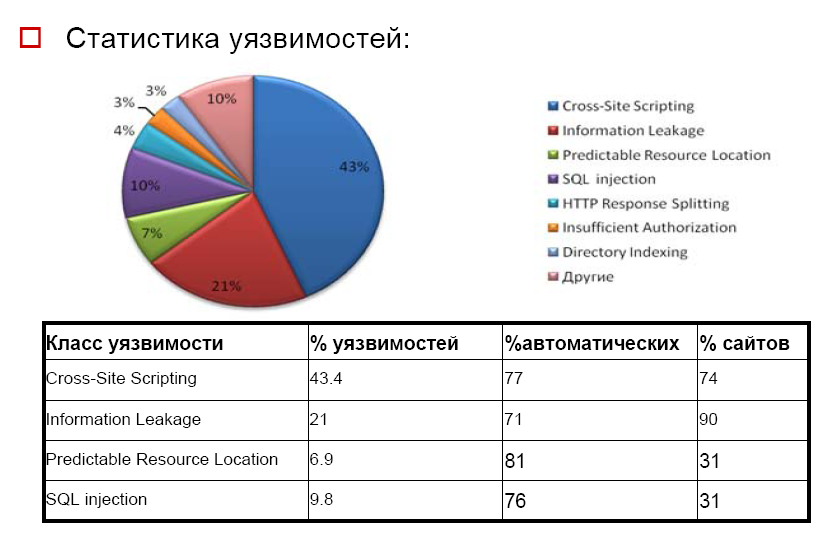 Статистика уязвимостей:
3%
3%
10%
4%
43%
10%
7%
21%
Cross-Site Scripting
Information Leakage
Predictable Resource Location
SQL injection
HTTP Response Splitting
Insufficient Authorization
Directory Indexing
Другие
Класс уязвимости % уязвимостей %автоматических % сайтов
Cross-Site Scripting 43.4 77 74
Information Leakage 21 71 90
Predictable Resource Location 6.9 81 31
SQL injection 9.8 76 31